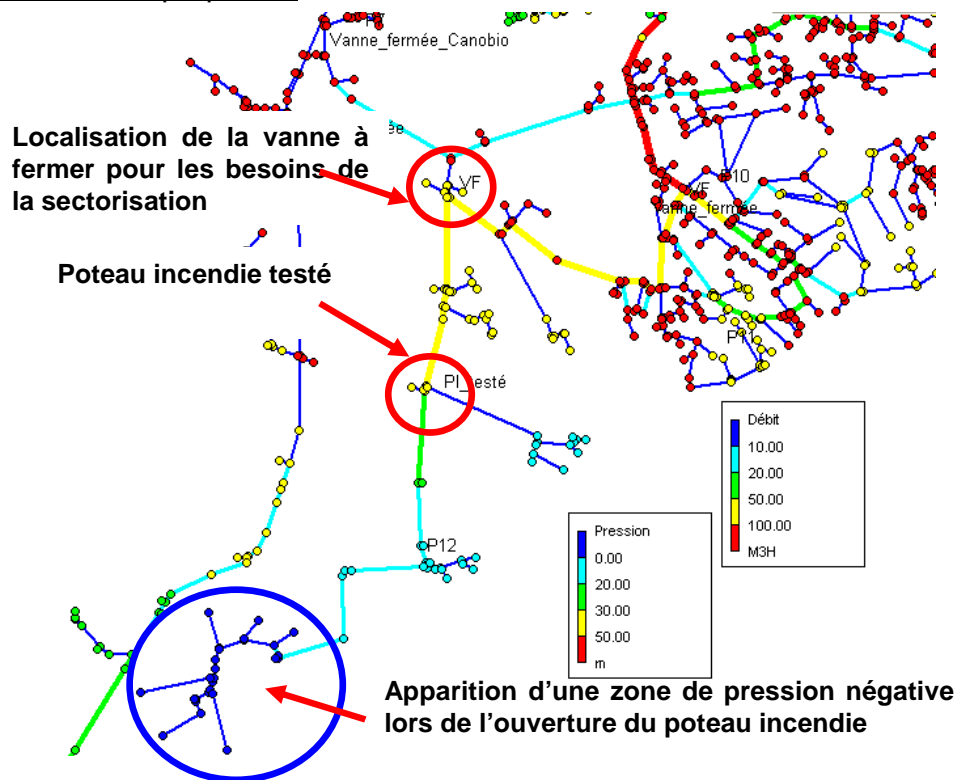 Vanne_fermée_Canobio
Localisation de la vanne à
fermer pour les besoins de
la sectorisation
VF
P10
VF
Poteau incendie testé
P11
PI_testé
Débit
10.00
20.00
50.00
100.00
M3H
Pression
0.00
20.00
30.00
50.00
m
P12
Apparition d'une zone de pression négative
lors de l'ouverture du poteau incendie